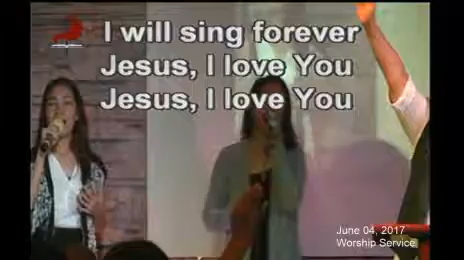 I will sing forever
Jesus, I love You
Jesus, I love You
June 04, 2017
Worship Service